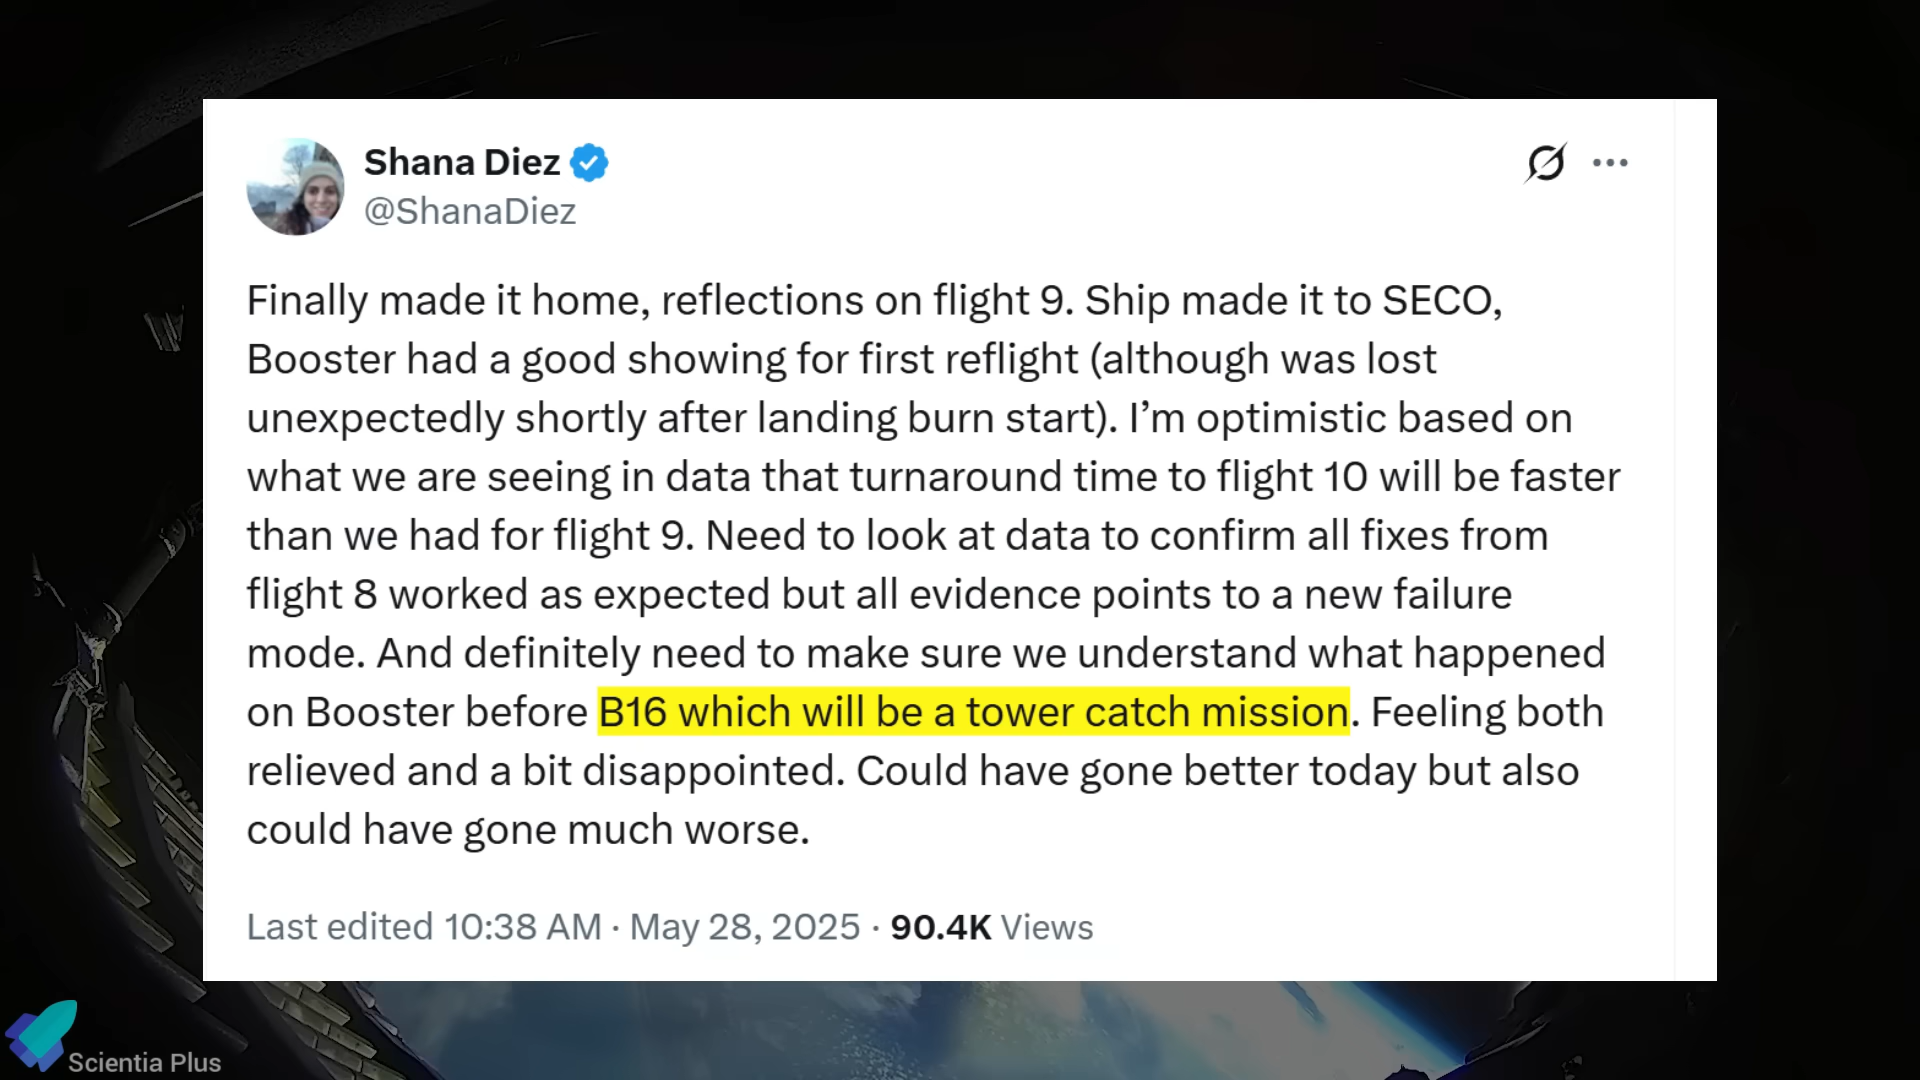 Shana Diez
@ShanaDiez
Finally made it home, reflections on flight 9. Ship made it to SECO,
Booster had a good showing for first reflight (although was lost
unexpectedly shortly after landing burn start). I’m optimistic based on
what we are seeing in data that turnaround time to flight 10 will be faster
than we had for flight 9. Need to look at data to confirm all fixes from
flight 8 worked as expected but all evidence points to a new failure
mode. And definitely need to make sure we understand what happened
on Booster before B16 which will be a tower catch mission. Feeling both
relieved and a bit disappointed. Could have gone better today but also
could have gone much worse.
Last edited 10:38 AM · May 28, 2025 · 90.4K Views
Scientia Plus